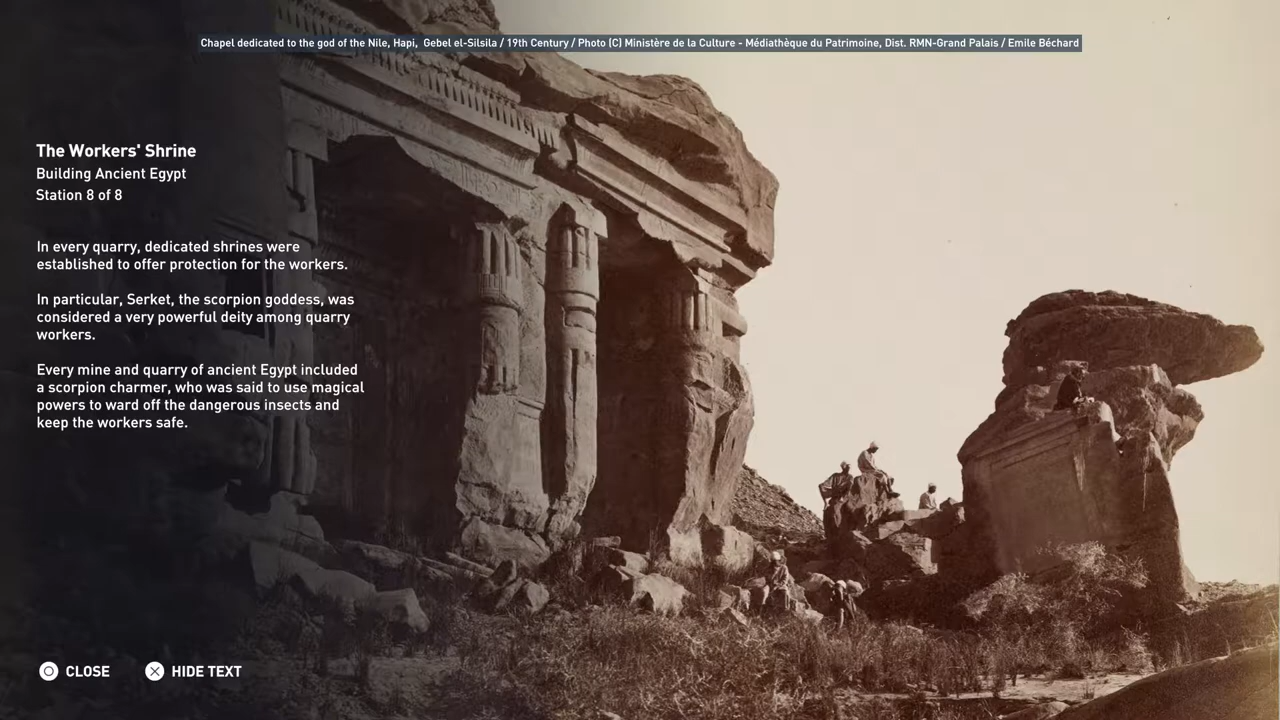 Chapel dedicated to the god of the Nile, Hapi, Gebel el-Silsila / 19th Century / Photo (C) Ministère de la Culture - Médiathèque du Patrimoine, Dist. RMN-Grand Palais / Emile Béchard
The Workers' Shrine
Building Ancient Egypt
Station 8 of 8
In every quarry, dedicated shrines were
established to offer protection for the workers.
In particular, Serket, the scorpion goddess, was
considered a very powerful deity among quarry
workers.
Every mine and quarry of ancient Egypt included
a scorpion charmer, who was said to use magical
powers to ward off the dangerous insects and
keep the workers safe.
CLOSE HIDE TEXT